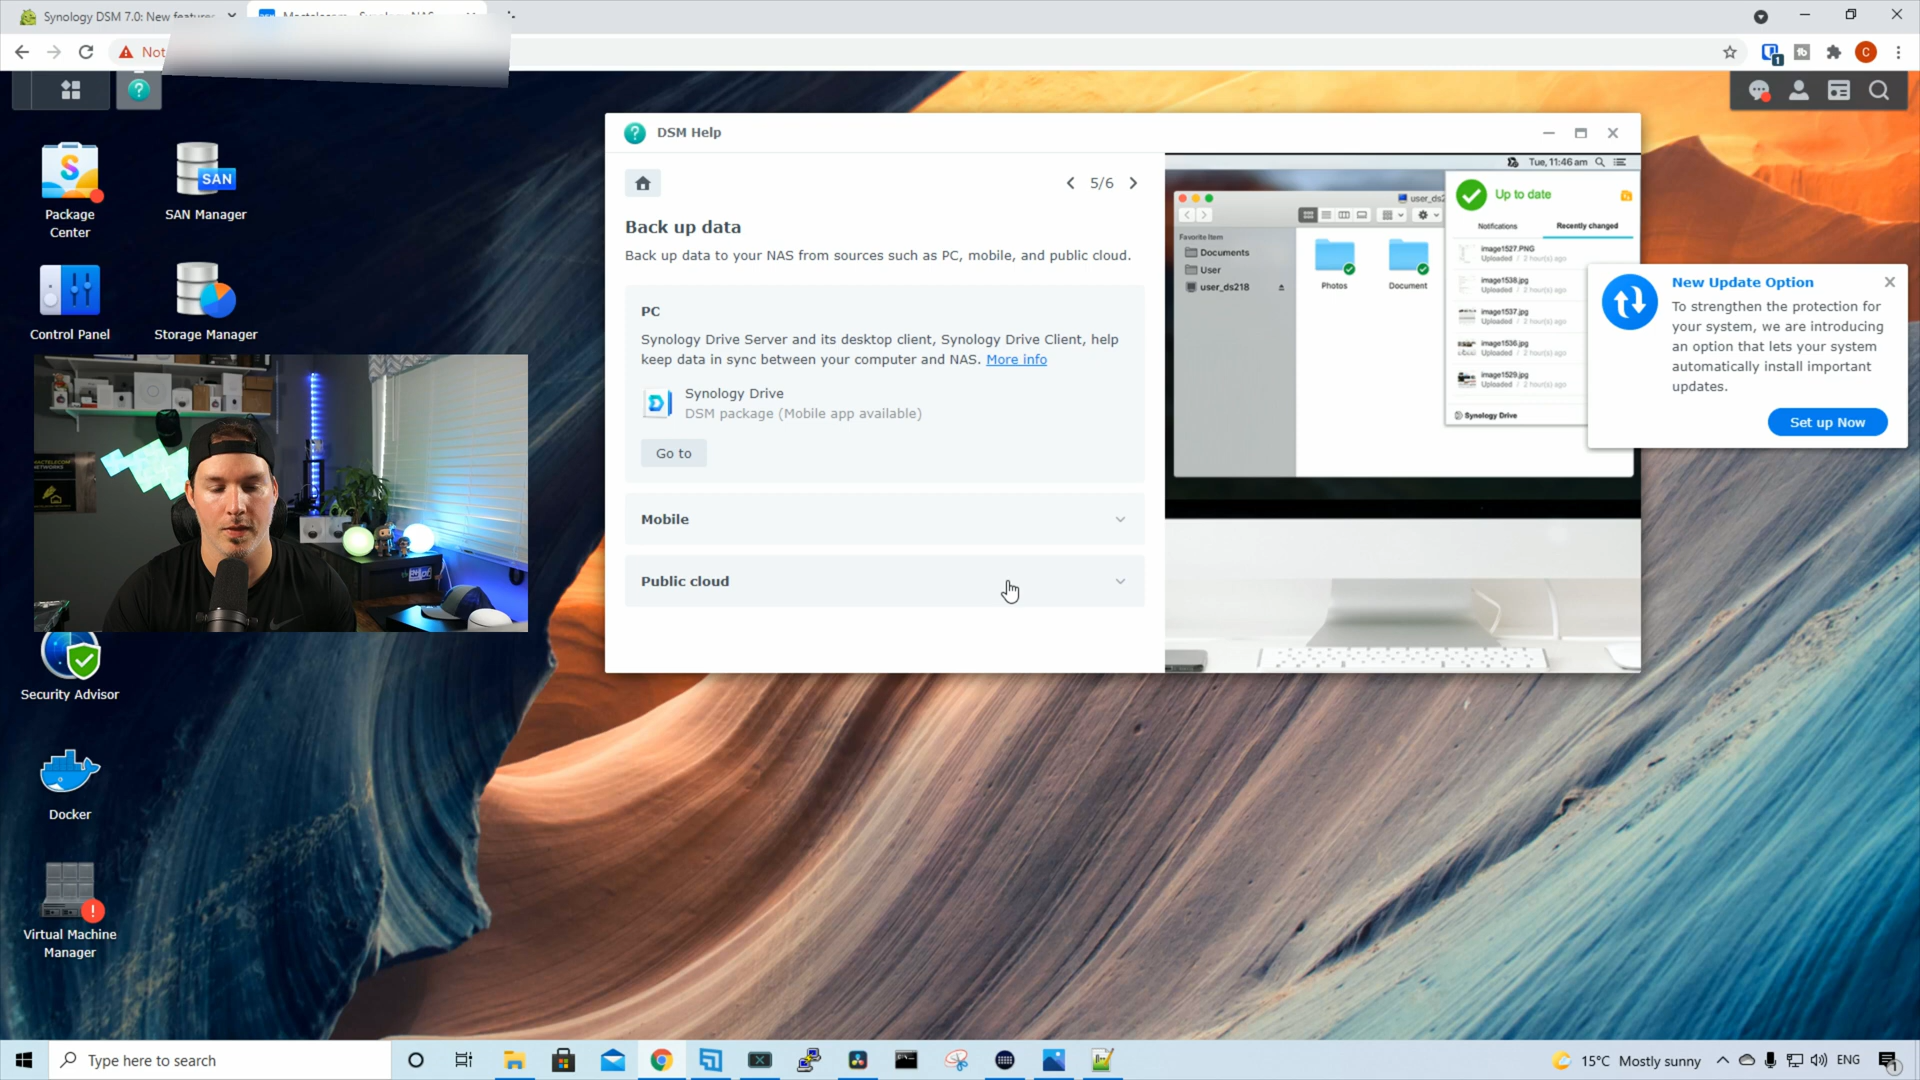 Synology DSM 7.0: New features
Not
Package
Center
SAN
SAN Manager
Control Panel
Storage Manager
Security Advisor
Docker
Virtual Machine
Manager
DSM Help
5/6
Back up data
Back up data to your NAS from sources such as PC, mobile, and public cloud.
PC
Synology Drive Server and its desktop client, Synology Drive Client, help
keep data in sync between your computer and NAS. More info
Synology Drive
DSM package (Mobile app available)
Go to
Mobile
Public cloud
Tue, 11:46 am
Up to date
Notifications
Recently changed
image1527.PNG
Uploaded / 2 hour(s) ago
image1538.jpg
Uploaded / 2 hour(s) ago
image1537.jpg
Uploaded / 2 hour(s) ago
image1536.jpg
Uploaded / 2 hour(s) ago
image1529.jpg
Uploaded / 2 hour(s) ago
Synology Drive
Favorite Item
Documents
User
user_ds218
Photos
Document
New Update Option
To strengthen the protection for
your system, we are introducing
an option that lets your system
automatically install important
updates.
Set up Now
Type here to search
15°C Mostly sunny
ENG